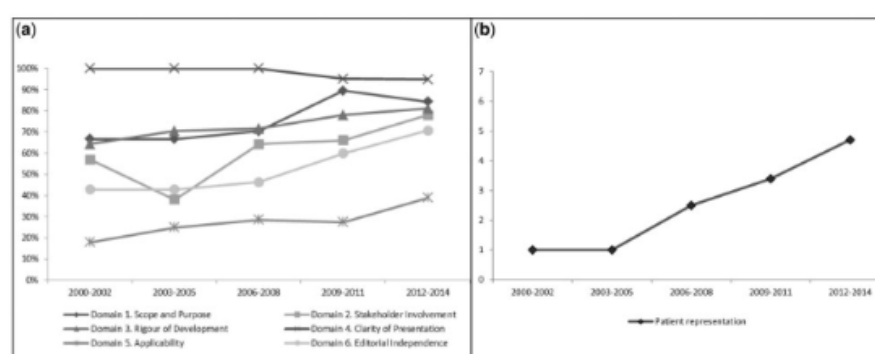 (a)
100%
90%
80%
70%
60%
50%
40%
30%
20%
10%
0%
2000-2002 2003-2005 2006-2008 2009-2011 2012-2014
Domain 1. Scope and Purpose Domain 2. Stakeholder Involvement
Domain 3. Rigour of Development Domain 4. Clarity of Presentation
Domain 5. Applicability Domain 6. Editorial Independence
(b)
7
6
5
4
3
2
1
0
2000-2002 2003-2005 2006-2008 2009-2011 2012-2014
Patient representation